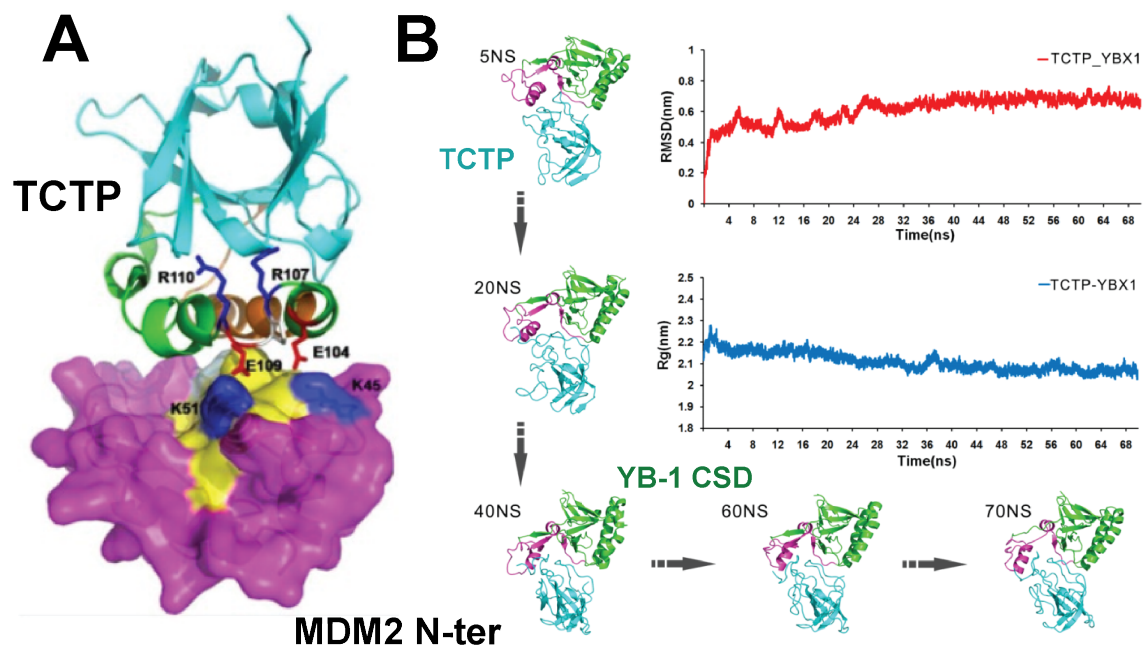 A
TCTP
R110
R107
E109
E104
K51
K45
MDM2 N-ter
B
5NS
TCTP
20NS
40NS
YB-1 CSD
60NS
70NS
TCTP_YBX1
RMSD(nm)
1
0.8
0.6
0.4
0.2
0
4 8 12 16 20 24 28 32 36 40 44 48 52 56 60 64 68
Time(ns)
TCTP-YBX1
Rg(nm)
2.5
2.4
2.3
2.2
2.1
2
1.9
1.8
4 8 12 16 20 24 28 32 36 40 44 48 52 56 60 64 68
Time(ns)